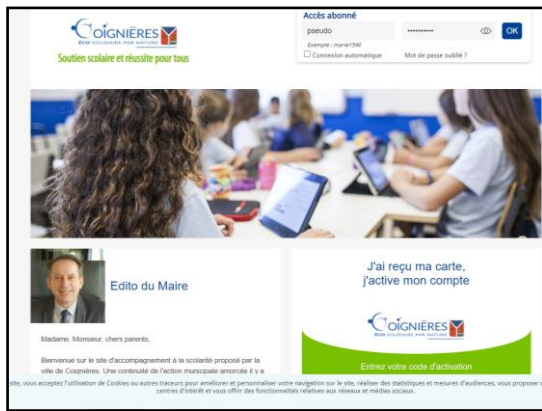 COIGNIÈRES
ÉCO SOLIDAIRE PAR NATURE
Soutien scolaire et réussite pour tous
Accès abonné
pseudo
••••••••••
OK
Exemple : marie1596
Connexion automatique
Mot de passe oublié ?
Edito du Maire
Madame, Monsieur, chers parents,
Bienvenue sur le site d'accompagnement à la scolarité proposé par la
ville de Coignières. Une continuité de l'action municipale amorcée il y a
J'ai reçu ma carte,
j'active mon compte
COIGNIÈRES
ÉCO SOLIDAIRE PAR NATURE
Entrez votre code d'activation
site, vous acceptez l'utilisation de Cookies ou autres traceurs pour améliorer et personnaliser votre navigation sur le site, réaliser des statistiques et mesures d'audiences, vous proposer
centres d'intérêt et vous offrir des fonctionnalités relatives aux réseaux et médias sociaux.